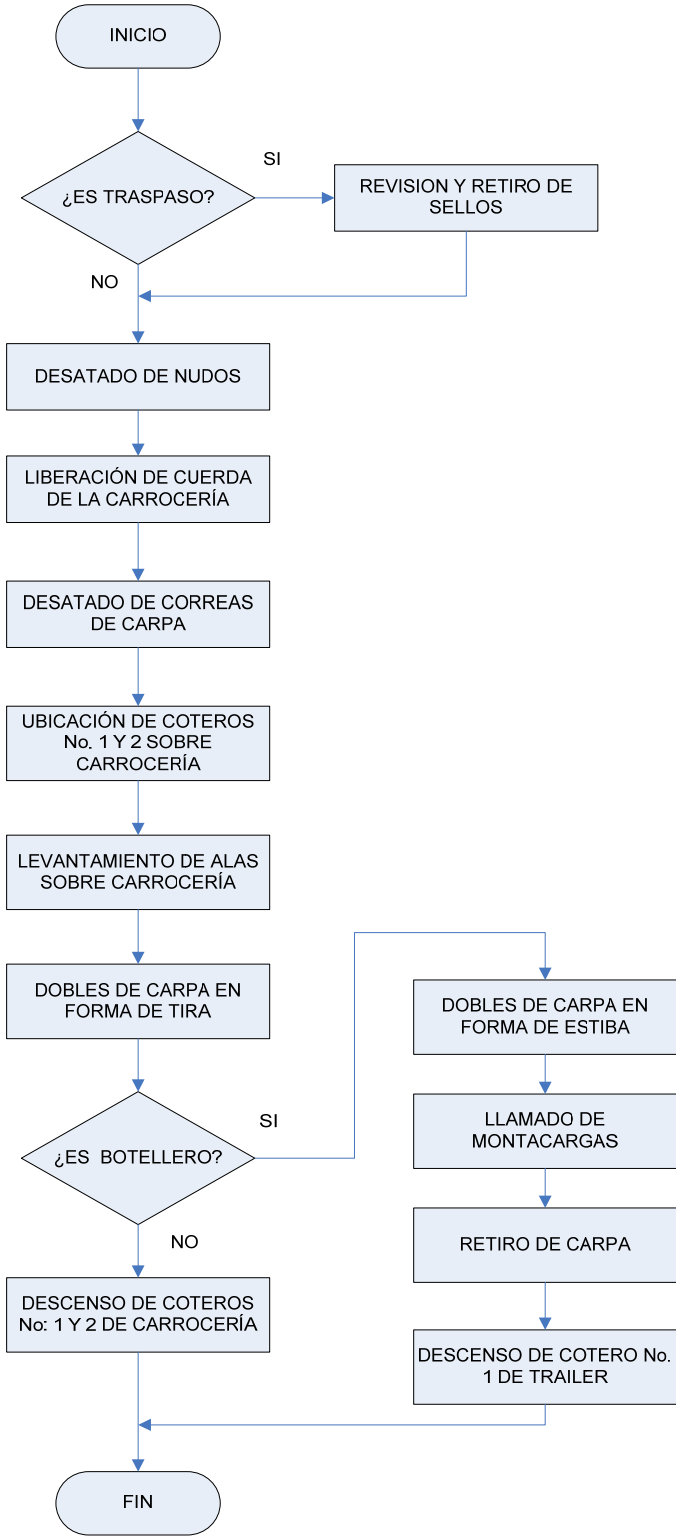 INICIO
¿ES TRASPASO?
SI
REVISION Y RETIRO DE
SELLOS
NO
DESATADO DE NUDOS
LIBERACIÓN DE CUERDA
DE LA CARROCERÍA
DESATADO DE CORREAS
DE CARPA
UBICACIÓN DE COTEROS
No. 1 Y 2 SOBRE
CARROCERÍA
LEVANTAMIENTO DE ALAS
SOBRE CARROCERÍA
DOBLES DE CARPA EN
FORMA DE TIRA
¿ES BOTELLERO?
SI
DOBLES DE CARPA EN
FORMA DE ESTIBA
LLAMADO DE
MONTACARGAS
RETIRO DE CARPA
DESCENSO DE COTERO No.
1 DE TRAILER
NO
DESCENSO DE COTEROS
No: 1 Y 2 DE CARROCERÍA
FIN